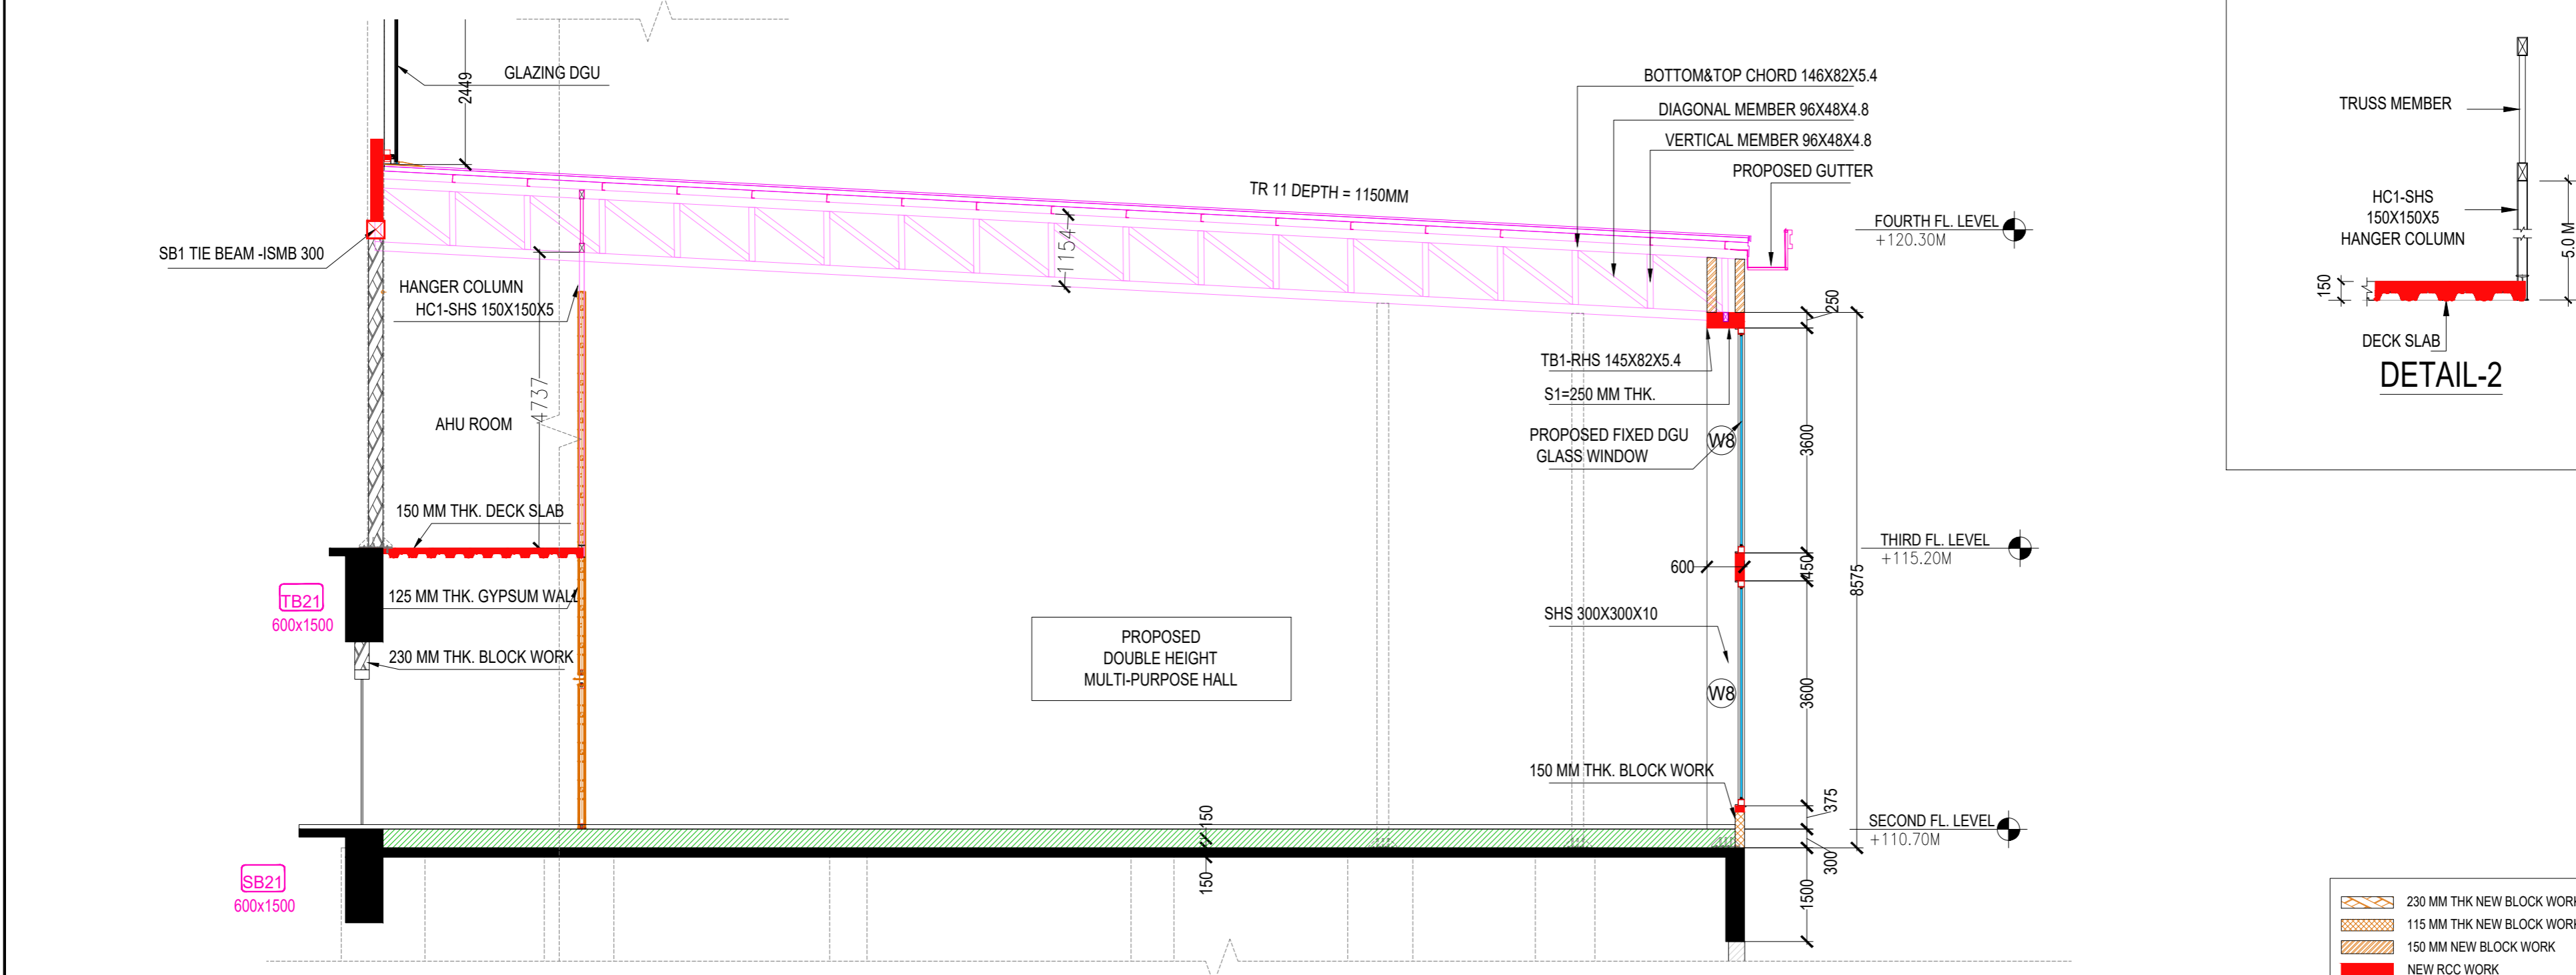 GLAZING DGU
2449
SB1 TIE BEAM -ISMB 300
HANGER COLUMN
HC1-SHS 150X150X5
4737
AHU ROOM
150 MM THK. DECK SLAB
TB21
600x1500
125 MM THK. GYPSUM WALL
230 MM THK. BLOCK WORK
SB21
600x1500
TR 11 DEPTH = 1150MM
1154
PROPOSED
DOUBLE HEIGHT
MULTI-PURPOSE HALL
150
150
BOTTOM&TOP CHORD 146X82X5.4
DIAGONAL MEMBER 96X48X4.8
VERTICAL MEMBER 96X48X4.8
PROPOSED GUTTER
FOURTH FL. LEVEL
+120.30M
250
TB1-RHS 145X82X5.4
S1=250 MM THK.
PROPOSED FIXED DGU
GLASS WINDOW
W8
3600
THIRD FL. LEVEL
+115.20M
600
450
8575
SHS 300X300X10
W8
3600
150 MM THK. BLOCK WORK
375
SECOND FL. LEVEL
+110.70M
300
1500
TRUSS MEMBER
HC1-SHS
150X150X5
HANGER COLUMN
5.0 M
150
DECK SLAB
DETAIL-2
230 MM THK NEW BLOCK WORK
115 MM THK NEW BLOCK WORK
150 MM NEW BLOCK WORK
NEW RCC WORK